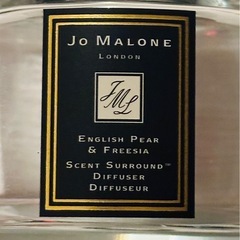 JO MALONE
LONDON
JML
ENGLISH PEAR
& FREESIA
SCENT SURROUND™
DIFFUSER
DIFFUSEUR